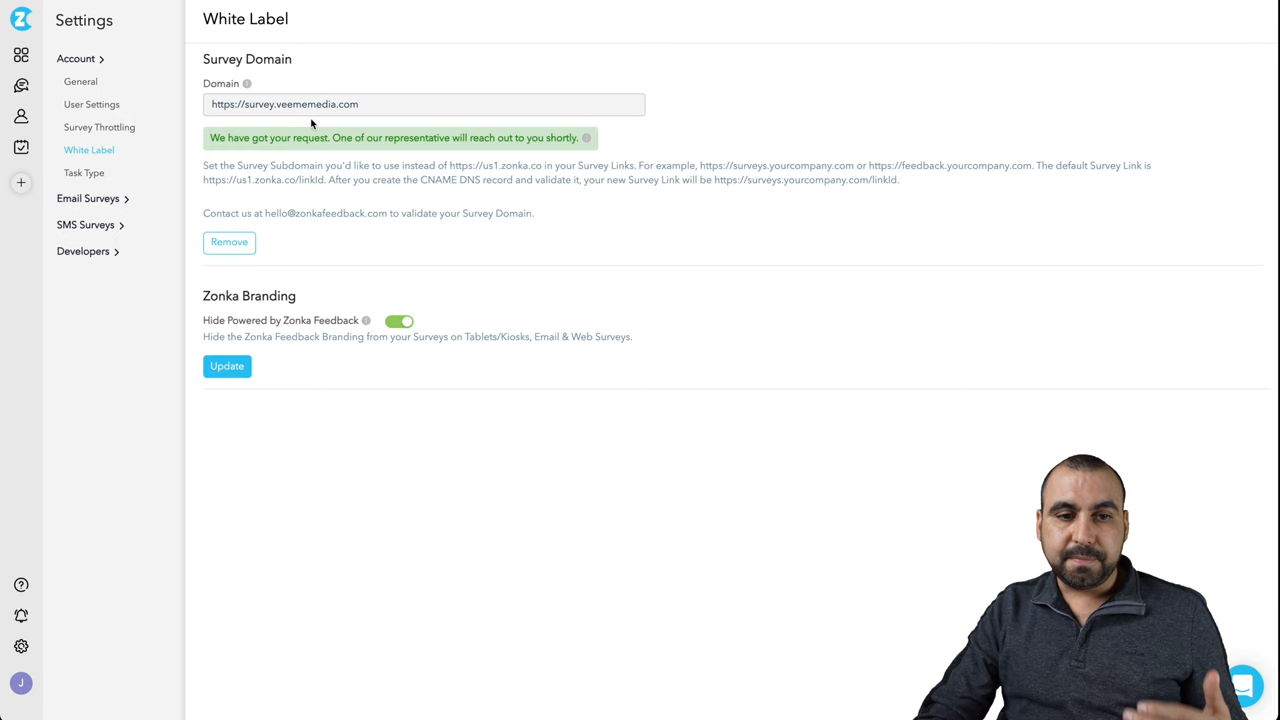 Settings
Account
General
User Settings
Survey Throttling
White Label
Task Type
Email Surveys
SMS Surveys
Developers
J
White Label
Survey Domain
Domain
https://survey.veememedia.com
We have got your request. One of our representative will reach out to you shortly.
Set the Survey Subdomain you'd like to use instead of https://us1.zonka.co in your Survey Links. For example, https://surveys.yourcompany.com or https://feedback.yourcompany.com. The default Survey Link is
https://us1.zonka.co/linkId. After you create the CNAME DNS record and validate it, your new Survey Link will be https://surveys.yourcompany.com/linkId.
Contact us at hello@zonkafeedback.com to validate your Survey Domain.
Remove
Zonka Branding
Hide Powered by Zonka Feedback
Hide the Zonka Feedback Branding from your Surveys on Tablets/Kiosks, Email & Web Surveys.
Update